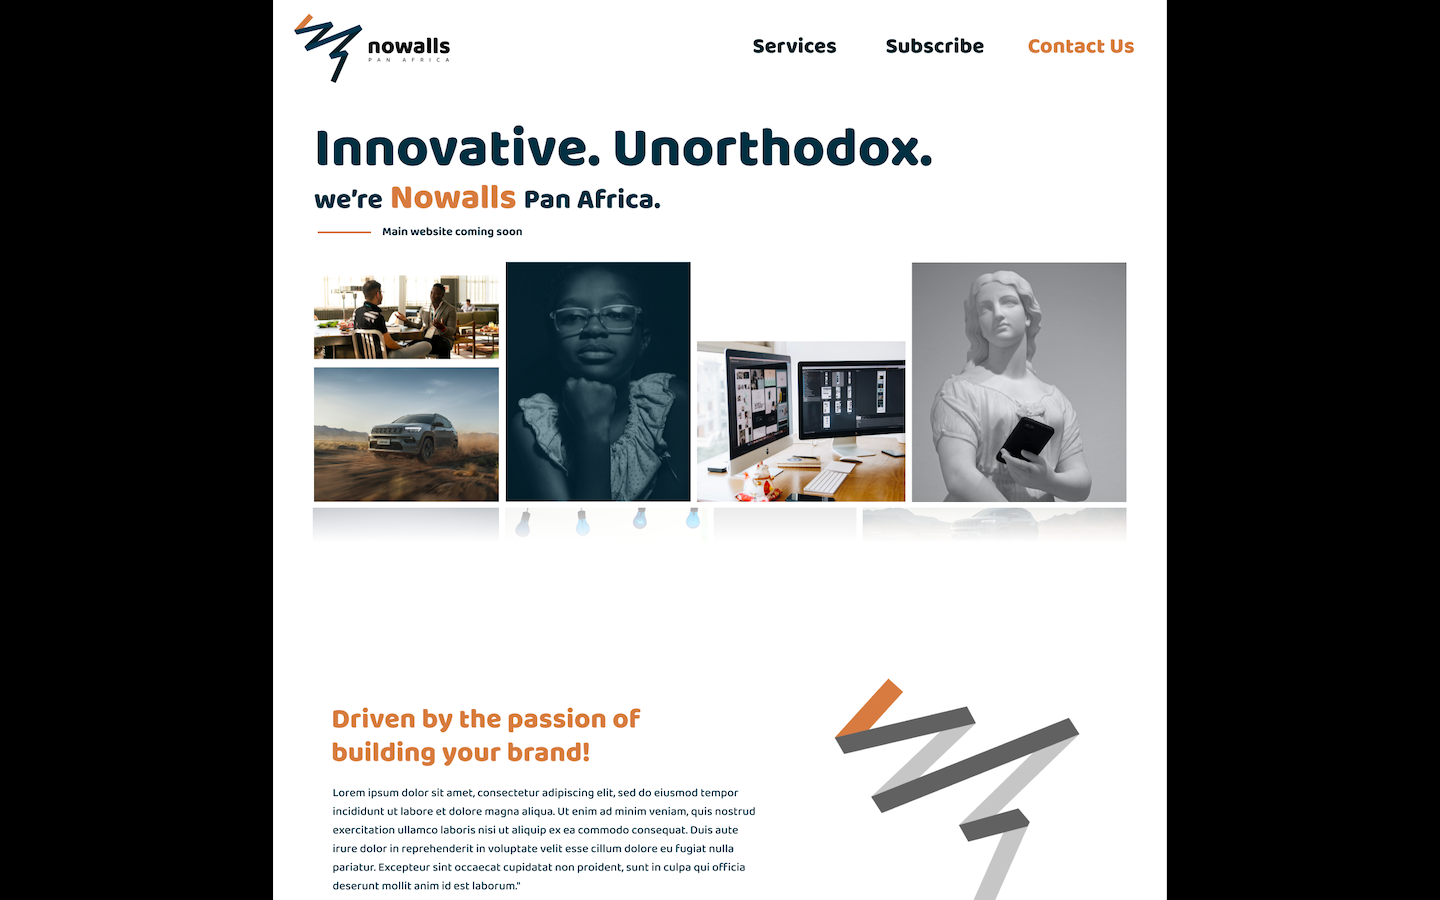 nowalls
PAN AFRICA
Services
Subscribe
Contact Us
Innovative. Unorthodox.
we're Nowalls Pan Africa.
Main website coming soon
Driven by the passion of
building your brand!
Lorem ipsum dolor sit amet, consectetur adipiscing elit, sed do eiusmod tempor
incididunt ut labore et dolore magna aliqua. Ut enim ad minim veniam, quis nostrud
exercitation ullamco laboris nisi ut aliquip ex ea commodo consequat. Duis aute
irure dolor in reprehenderit in voluptate velit esse cillum dolore eu fugiat nulla
pariatur. Excepteur sint occaecat cupidatat non proident, sunt in culpa qui officia
deserunt mollit anim id est laborum."